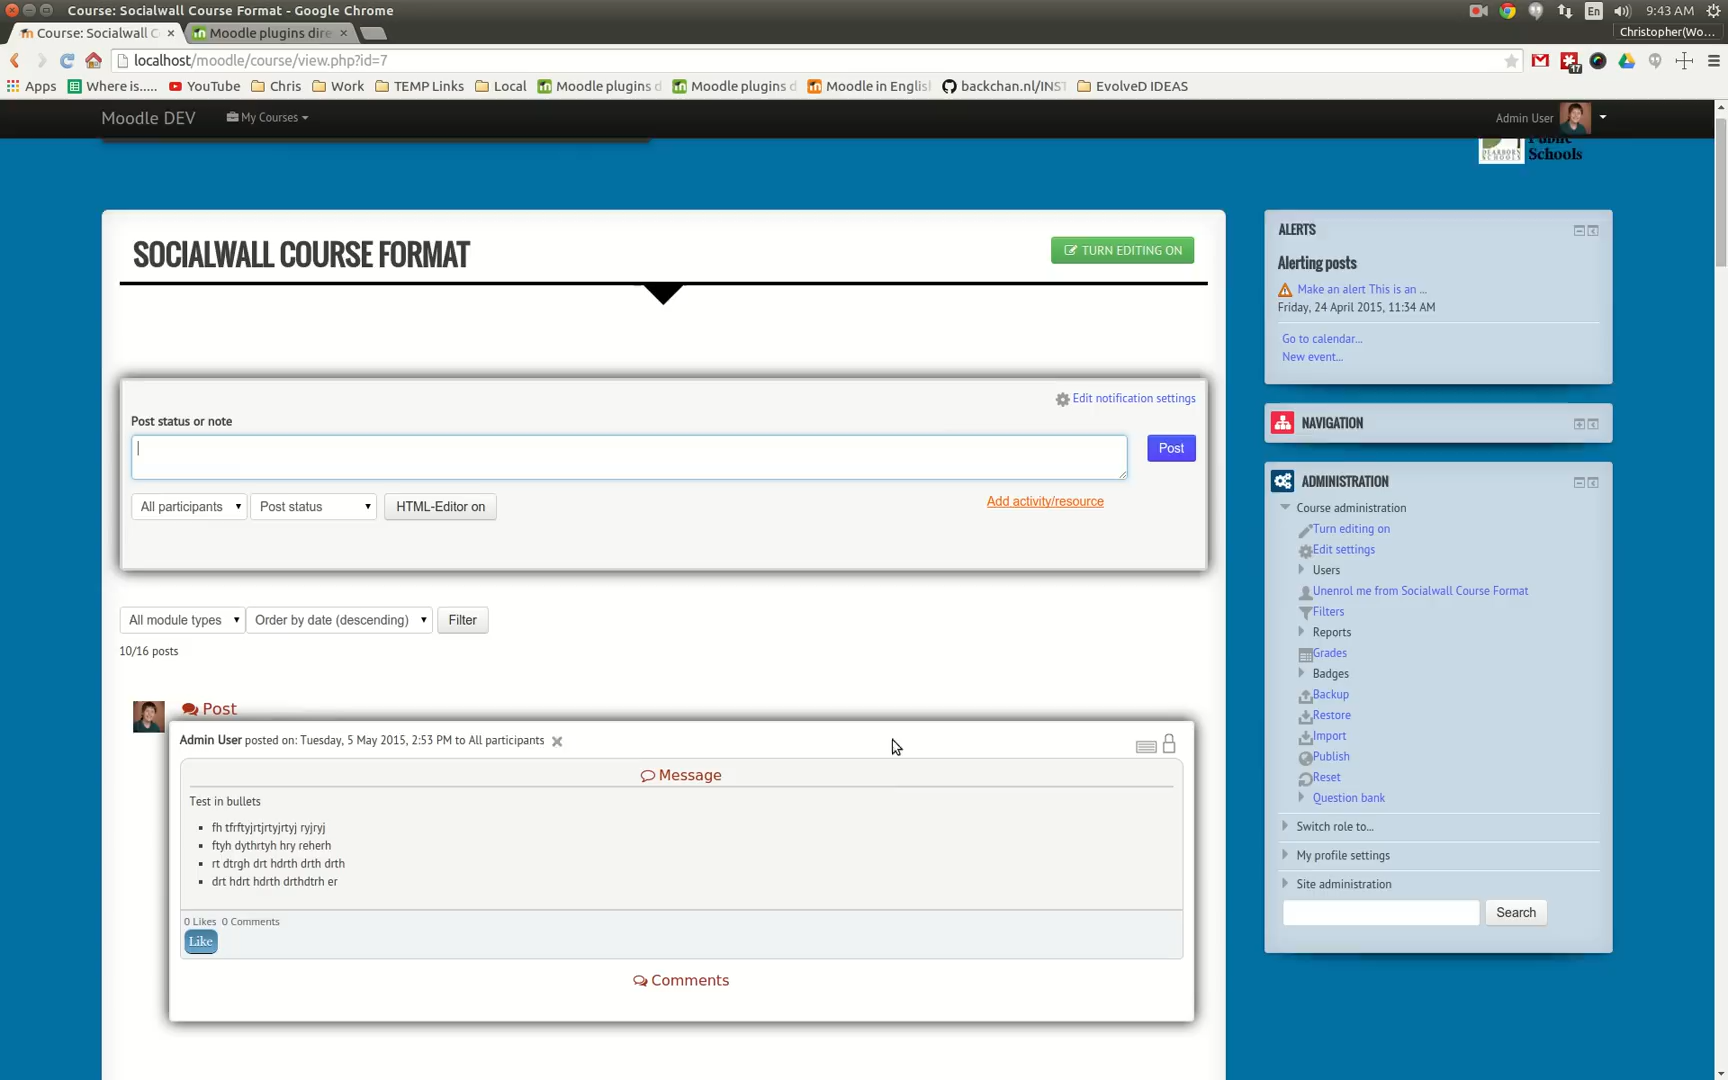 Course: Socialwall Course Format - Google Chrome
En
9:43 AM
Course: Socialwall C
Moodle plugins dire
Christopher(Wo...
localhost/moodle/course/view.php?id=7
17
Apps
Where is.....
YouTube
Chris
Work
TEMP Links
Local
Moodle plugins d
Moodle plugins d
Moodle in Englis
backchan.nl/INST
EvolveD IDEAS
Moodle DEV
My Courses
Admin User
Public
Schools
DEARBORN
SCHOOLS
SOCIALWALL COURSE FORMAT
TURN EDITING ON
Edit notification settings
Post status or note
Post
All participants
Post status
HTML-Editor on
Add activity/resource
All module types
Order by date (descending)
Filter
10/16 posts
Post
Admin User posted on: Tuesday, 5 May 2015, 2:53 PM to All participants
Message
Test in bullets
fh tfrftyjrtjrtyjrtyj ryjryj
ftyh dythrtyh hry reherh
rt dtrgh drt hdrth drth drth
drt hdrt hdrth drthdtrh er
0 Likes 0 Comments
Like
Comments
ALERTS
Alerting posts
Make an alert This is an ...
Friday, 24 April 2015, 11:34 AM
Go to calendar...
New event...
NAVIGATION
ADMINISTRATION
Course administration
Turn editing on
Edit settings
Users
Unenrol me from Socialwall Course Format
Filters
Reports
Grades
Badges
Backup
Restore
Import
Publish
Reset
Question bank
Switch role to...
My profile settings
Site administration
Search